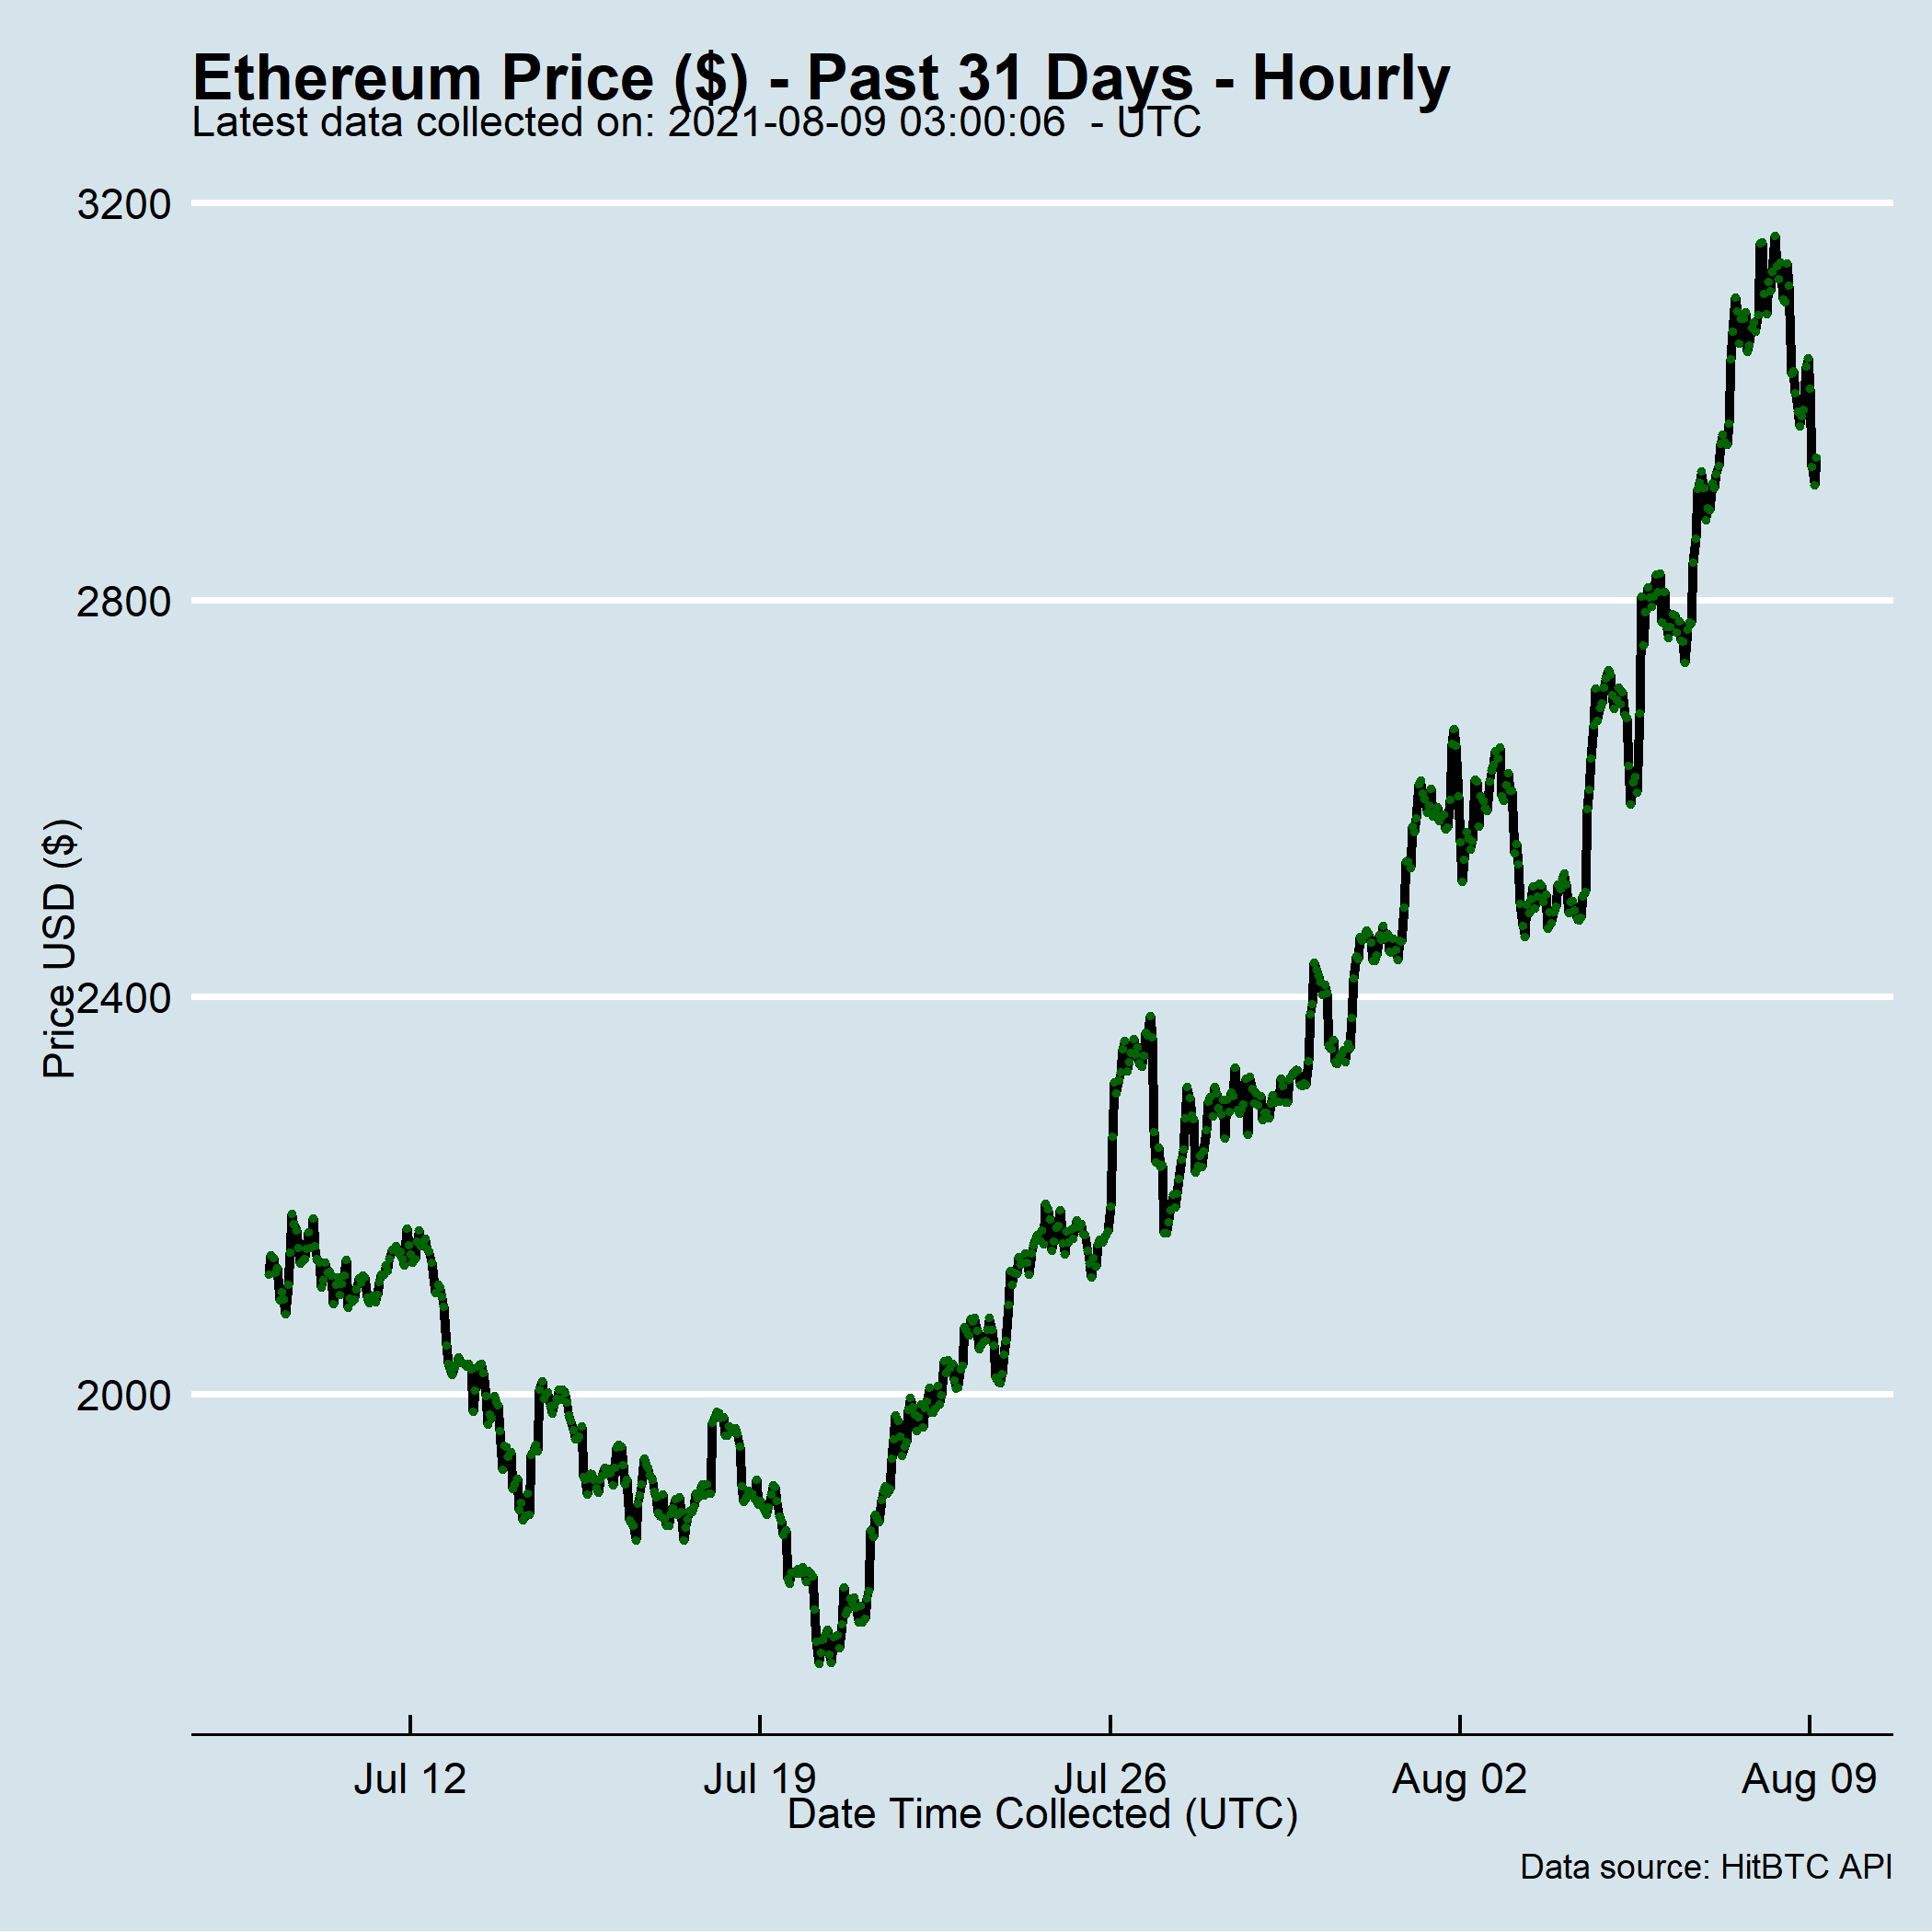 Ethereum Price ($) - Past 31 Days - Hourly
Latest data collected on: 2021-08-09 03:00:06  - UTC
3200
2800
2400
2000
Price USD ($)
Jul 12
Jul 19
Jul 26
Aug 02
Aug 09
Date Time Collected (UTC)
Data source: HitBTC API